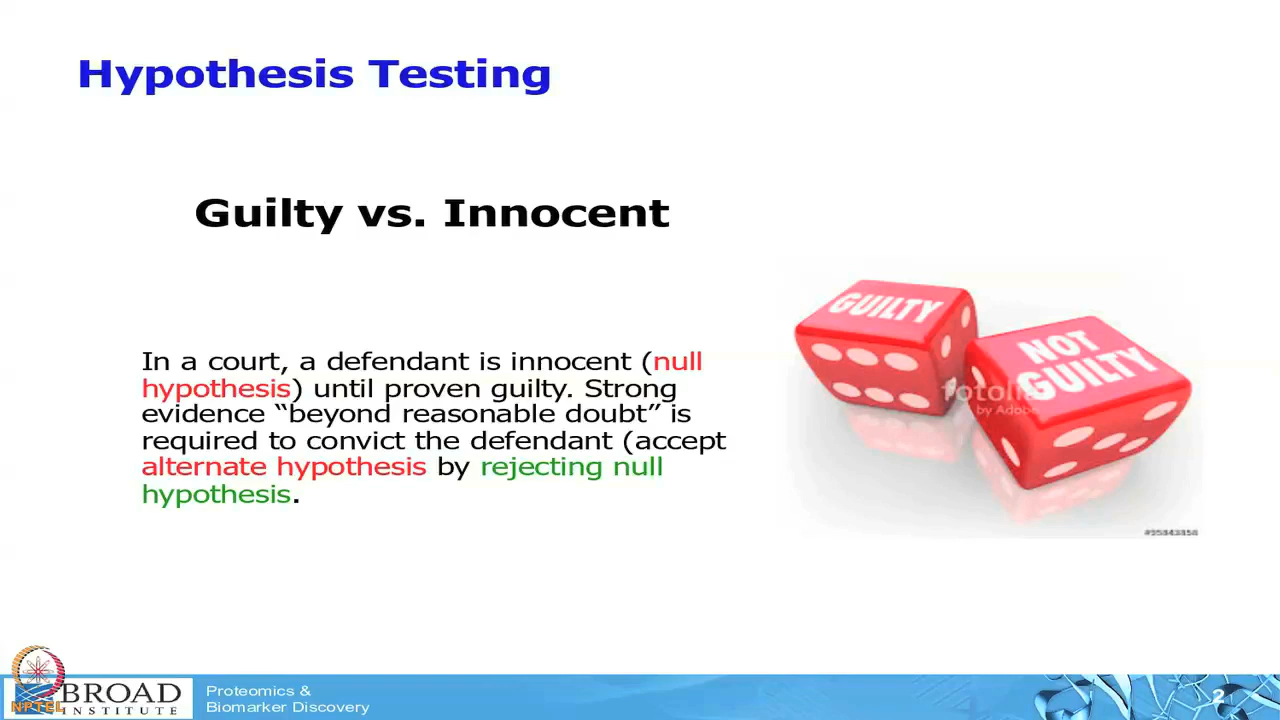 Hypothesis Testing
Guilty vs. Innocent
GUILTY
NOT
GUILTY
In a court, a defendant is innocent (null
hypothesis) until proven guilty. Strong
evidence “beyond reasonable doubt” is
required to convict the defendant (accept
alternate hypothesis by rejecting null
hypothesis.
fotolia
by Adobe
#95843858
NPTEL
BROAD
INSTITUTE
Proteomics &
Biomarker Discovery
2